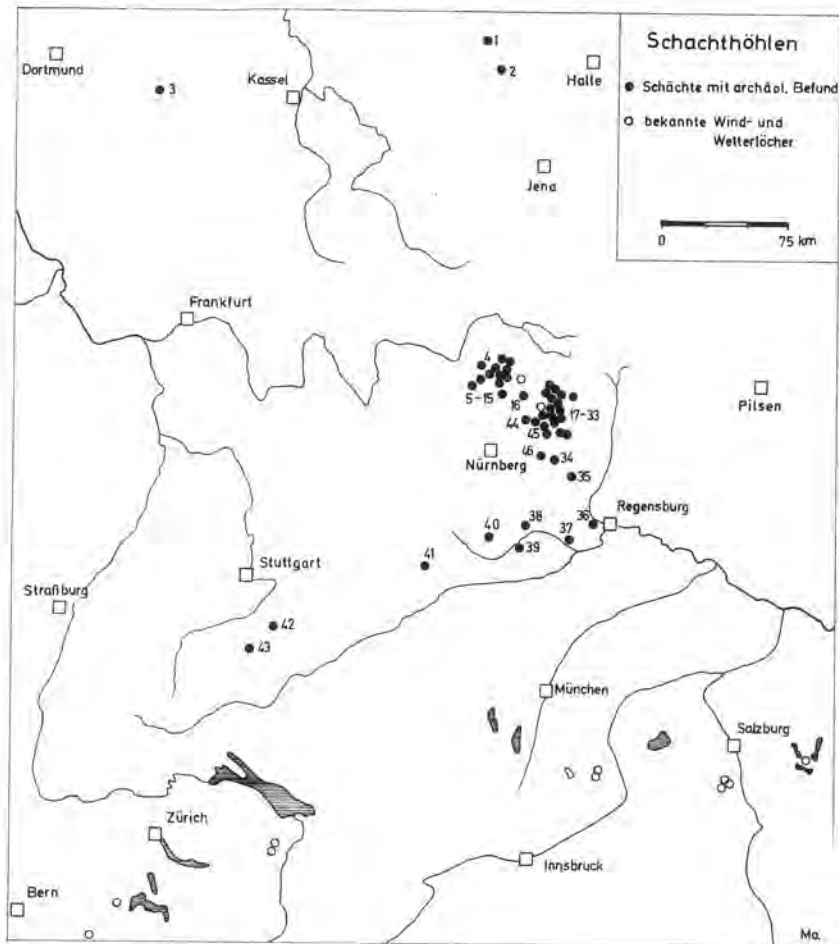 Schachthöhlen
Schächte mit archäol. Befund
bekannte Wind- und
Wetterlöcher
0 75 km
1
Dortmund
2
Halle
3
Kassel
Jena
Frankfurt
4
5-15
16
17-33
Pilsen
44
45
Nürnberg
46
34
35
Regensburg
36
38
40
37
39
41
Stuttgart
Straßburg
42
43
München
Salzburg
Zürich
Innsbruck
Bern
Ma.